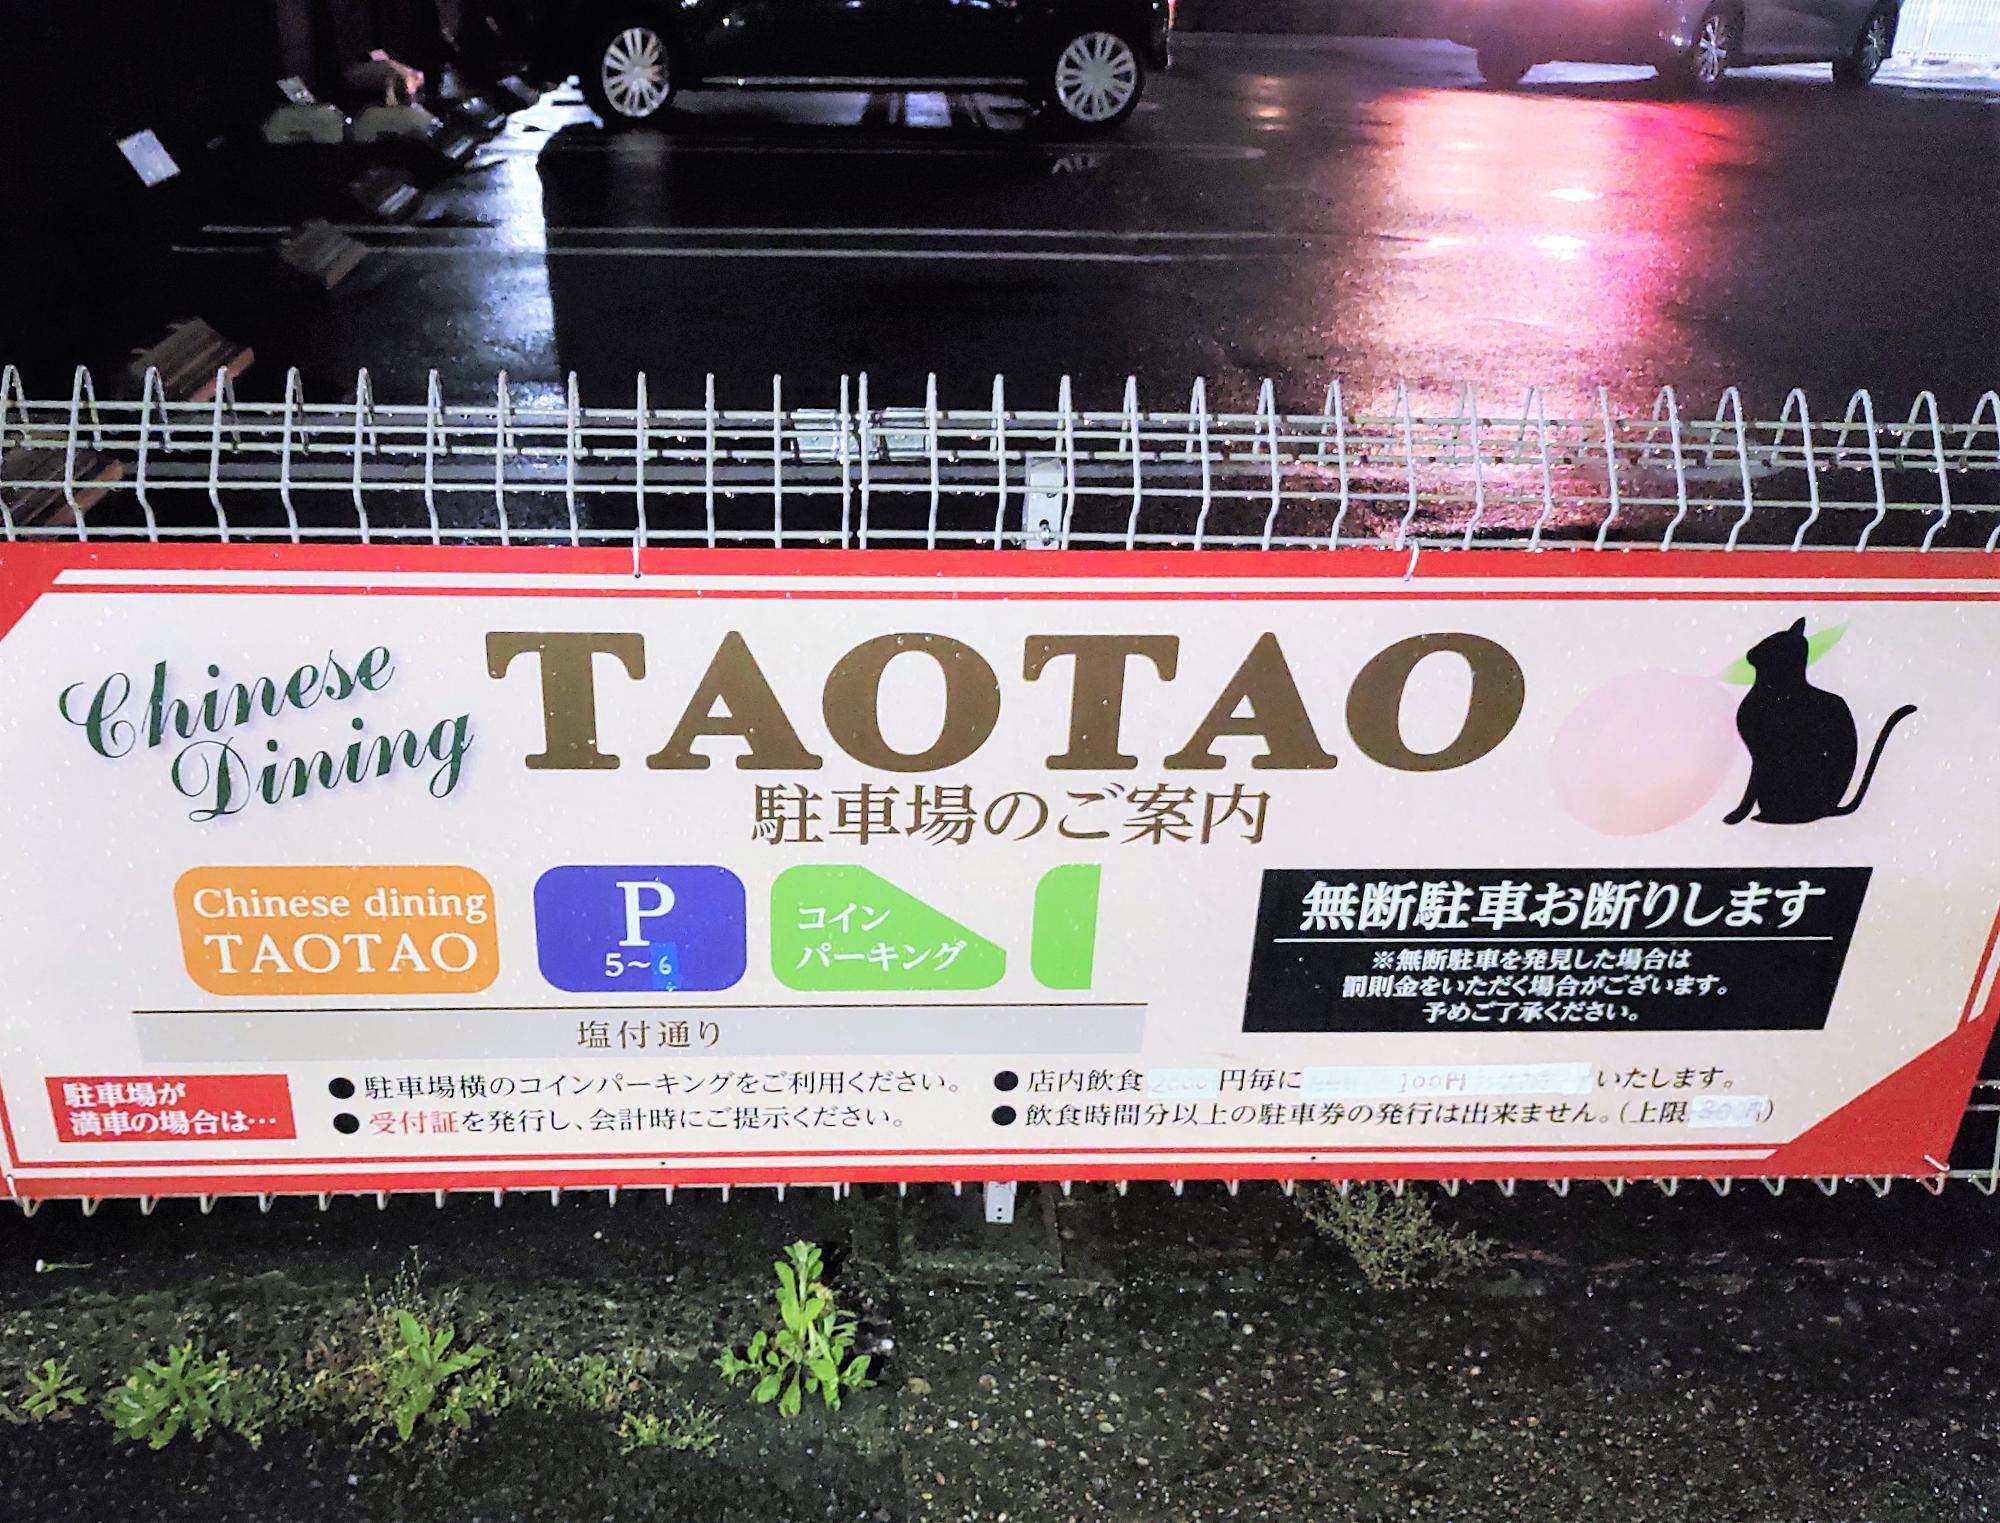 Chinese
Dining
TAOTAO
駐車場のご案内
Chinese dining
TAOTAO
P
5～6
コイン
パーキング
塩付通り
無断駐車お断りします
※無断駐車を発見した場合は
罰則金をいただく場合がございます。
予めご了承ください。
駐車場が
満車の場合は…
●駐車場横のコインパーキングをご利用ください。
●受付証を発行し、会計時にご提示ください。
●店内飲食 円毎に 100円 いたします。
●飲食時間分以上の駐車券の発行は出来ません。（上限 ）